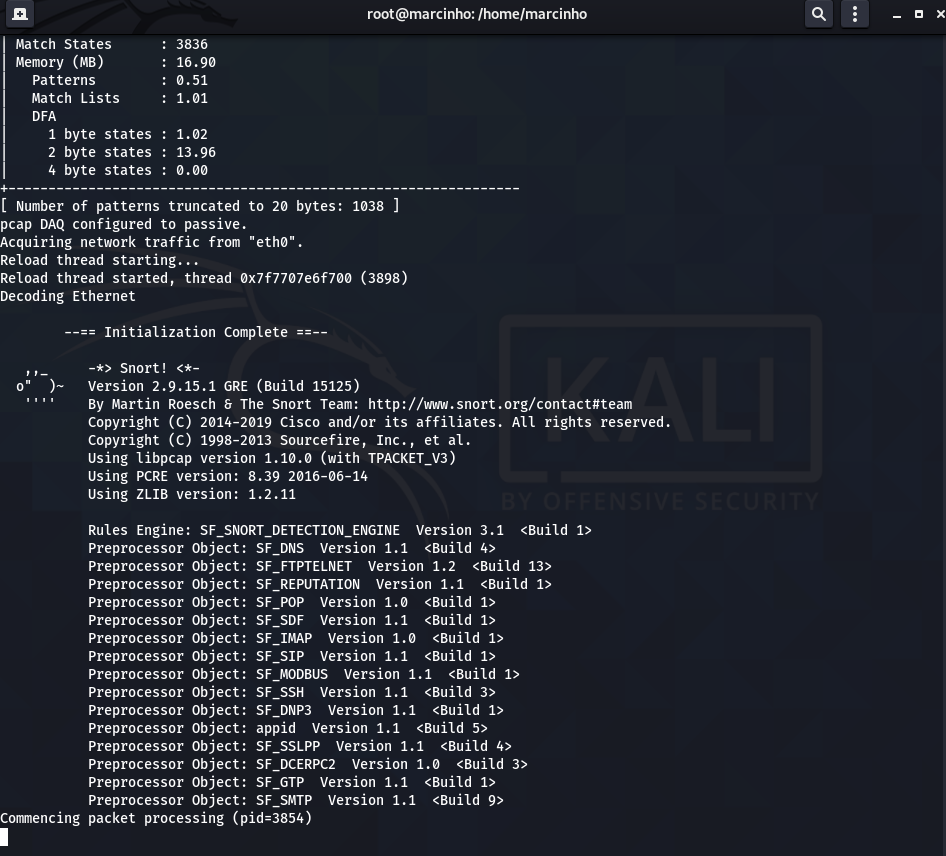 root@marcinho: /home/marcinho
| Match States      : 3836
| Memory (MB)       : 16.90
|   Patterns        : 0.51
|   Match Lists     : 1.01
|   DFA
|     1 byte states : 1.02
|     2 byte states : 13.96
|     4 byte states : 0.00
+----------------------------------------------------------------
[ Number of patterns truncated to 20 bytes: 1038 ]
pcap DAQ configured to passive.
Acquiring network traffic from "eth0".
Reload thread starting...
Reload thread started, thread 0x7f7707e6f700 (3898)
Decoding Ethernet
        --== Initialization Complete ==--
   ,,_     -*> Snort! <*-
  o"  )~   Version 2.9.15.1 GRE (Build 15125)
   ''''    By Martin Roesch & The Snort Team: http://www.snort.org/contact#team
           Copyright (C) 2014-2019 Cisco and/or its affiliates. All rights reserved.
           Copyright (C) 1998-2013 Sourcefire, Inc., et al.
           Using libpcap version 1.10.0 (with TPACKET_V3)
           Using PCRE version: 8.39 2016-06-14
           Using ZLIB version: 1.2.11
           Rules Engine: SF_SNORT_DETECTION_ENGINE  Version 3.1  <Build 1>
           Preprocessor Object: SF_DNS  Version 1.1  <Build 4>
           Preprocessor Object: SF_FTPTELNET  Version 1.2  <Build 13>
           Preprocessor Object: SF_REPUTATION  Version 1.1  <Build 1>
           Preprocessor Object: SF_POP  Version 1.0  <Build 1>
           Preprocessor Object: SF_SDF  Version 1.1  <Build 1>
           Preprocessor Object: SF_IMAP  Version 1.0  <Build 1>
           Preprocessor Object: SF_SIP  Version 1.1  <Build 1>
           Preprocessor Object: SF_MODBUS  Version 1.1  <Build 1>
           Preprocessor Object: SF_SSH  Version 1.1  <Build 3>
           Preprocessor Object: SF_DNP3  Version 1.1  <Build 1>
           Preprocessor Object: appid  Version 1.1  <Build 5>
           Preprocessor Object: SF_SSLPP  Version 1.1  <Build 4>
           Preprocessor Object: SF_DCERPC2  Version 1.0  <Build 3>
           Preprocessor Object: SF_GTP  Version 1.1  <Build 1>
           Preprocessor Object: SF_SMTP  Version 1.1  <Build 9>
Commencing packet processing (pid=3854)
KALI
BY OFFENSIVE SECURITY